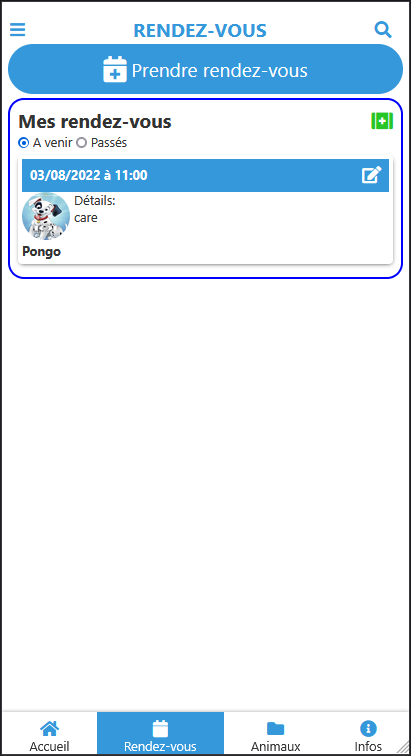 RENDEZ-VOUS
Prendre rendez-vous
Mes rendez-vous
A venir Passés
03/08/2022 à 11:00
Détails:
care
Pongo
Accueil Rendez-vous Animaux Infos